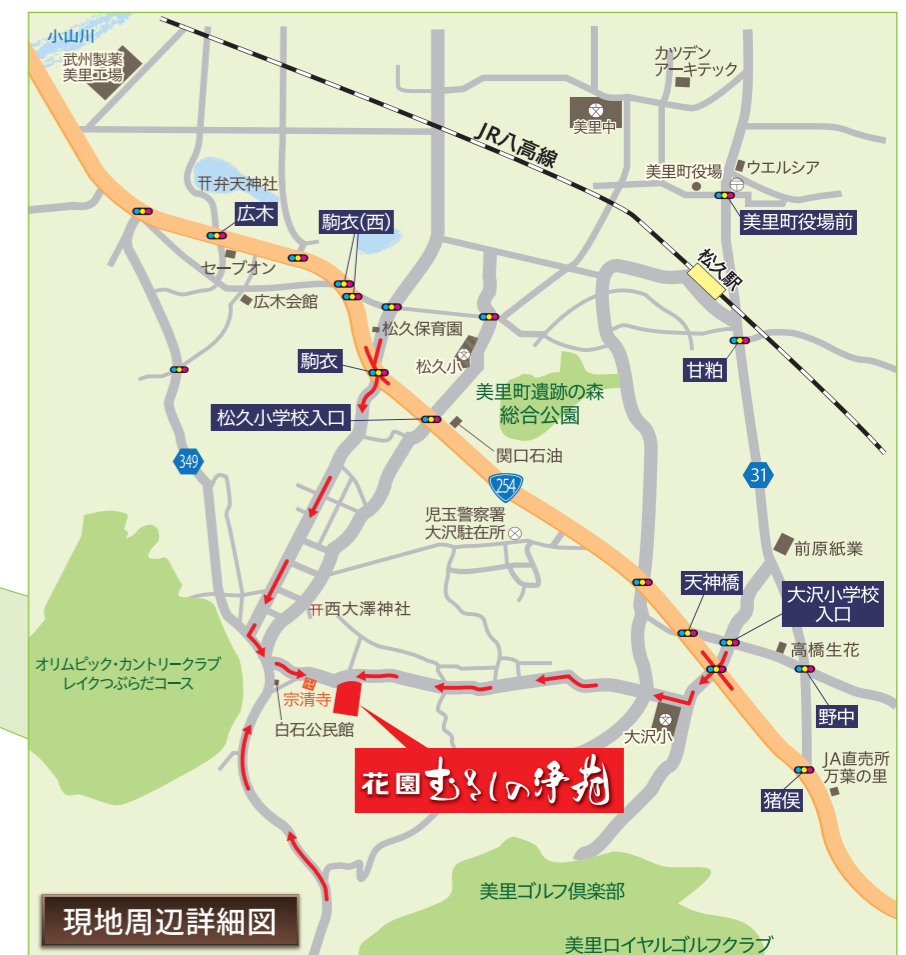 小山川
武州製薬
美里工場
カツデン
アーキテック
美里中
JR八高線
美里町役場
ウエルシア
弁天神社
広木
駒衣(西)
美里町役場前
セーブオン
松久駅
広木会館
松久保育園
駒衣
松久小
甘粕
美里町遺跡の森
総合公園
松久小学校入口
関口石油
349
31
254
児玉警察署
大沢駐在所
前原紙業
天神橋
大沢小学校
入口
西大澤神社
高橋生花
オリムピック・カントリークラブ
レイクつぶらだコース
宗清寺
白石公民館
大沢小
野中
花園むさしの浄苑
JA直売所
万葉の里
猪俣
美里ゴルフ倶楽部
現地周辺詳細図
美里ロイヤルゴルフクラブ